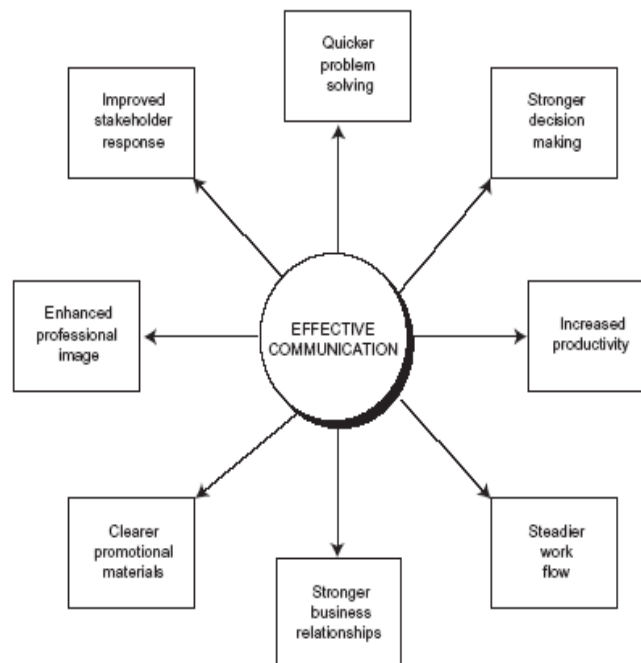 Quicker
problem
solving
Improved
stakeholder
response
Stronger
decision
making
Enhanced
professional
image
EFFECTIVE
COMMUNICATION
Increased
productivity
Clearer
promotional
materials
Steadier
work
flow
Stronger
business
relationships